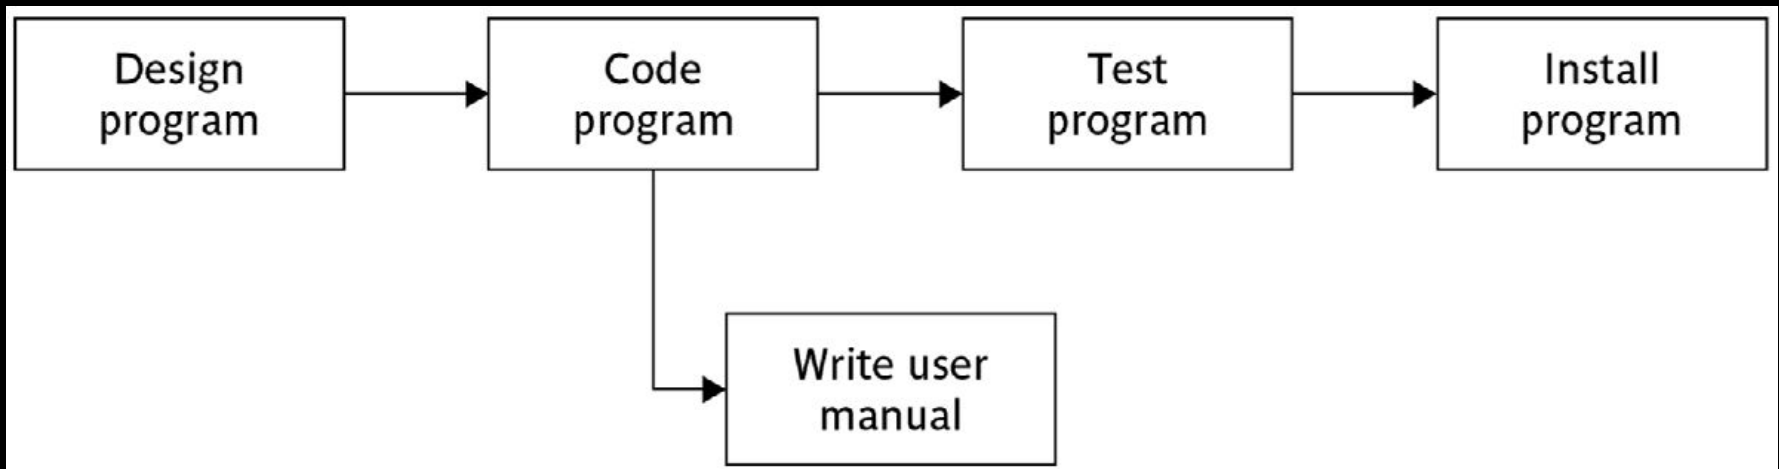 Design
program
Code
program
Test
program
Install
program
Write user
manual